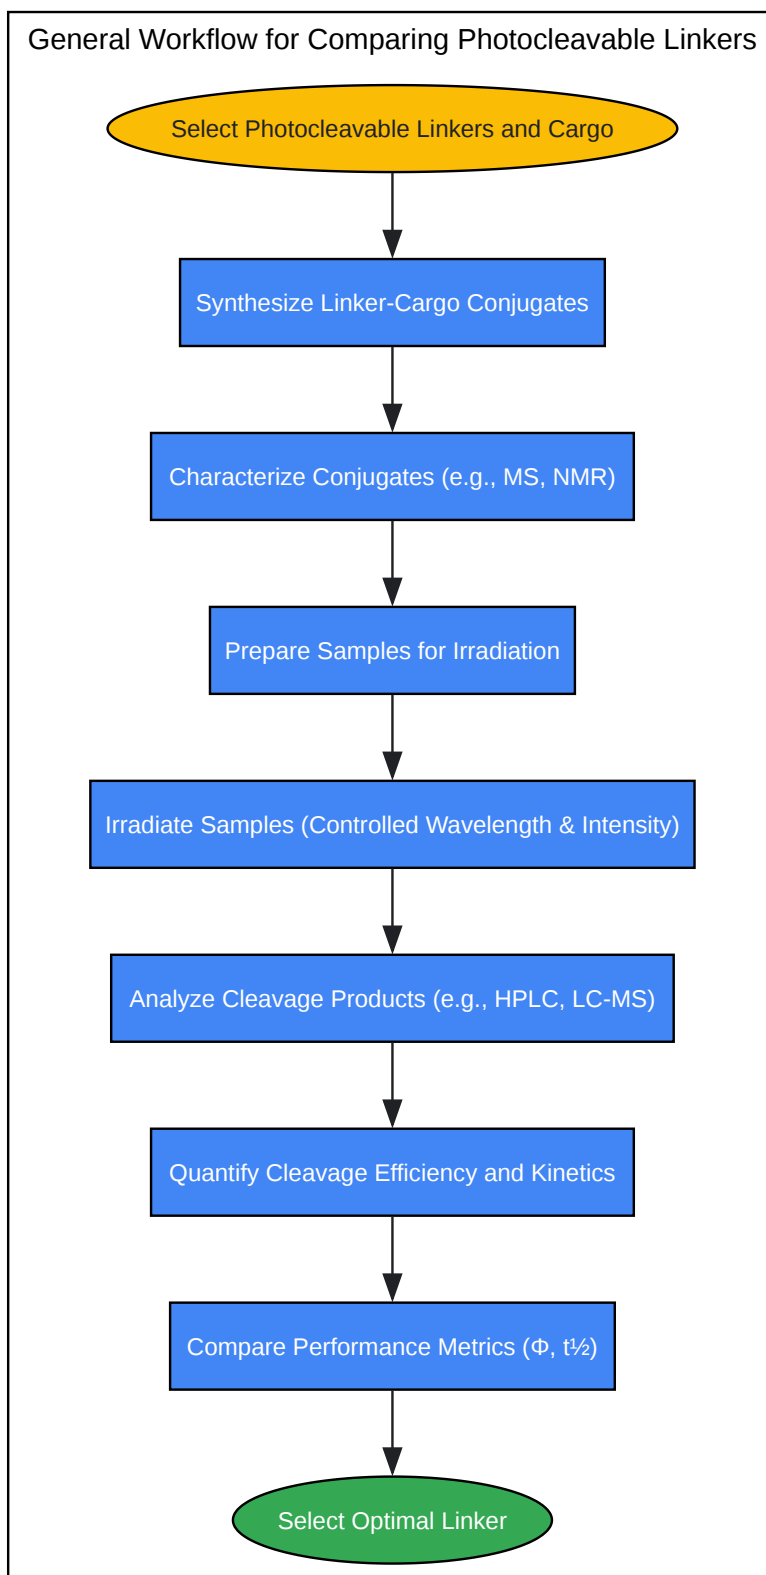 General Workflow for Comparing Photocleavable Linkers
Select Photocleavable Linkers and Cargo
Synthesize Linker-Cargo Conjugates
Characterize Conjugates (e.g., MS, NMR)
Prepare Samples for Irradiation
Irradiate Samples (Controlled Wavelength & Intensity)
Analyze Cleavage Products (e.g., HPLC, LC-MS)
Quantify Cleavage Efficiency and Kinetics
Compare Performance Metrics (Φ, t½)
Select Optimal Linker